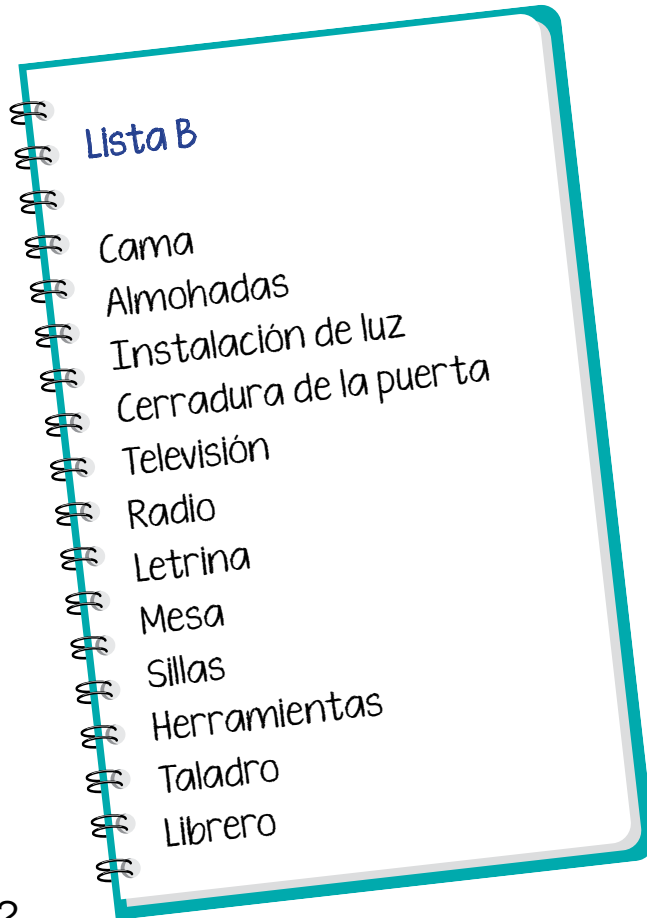 Lista B
Cama
Almohadas
Instalación de luz
Cerradura de la puerta
Televisión
Radio
Letrina
Mesa
Sillas
Herramientas
Taladro
Librero